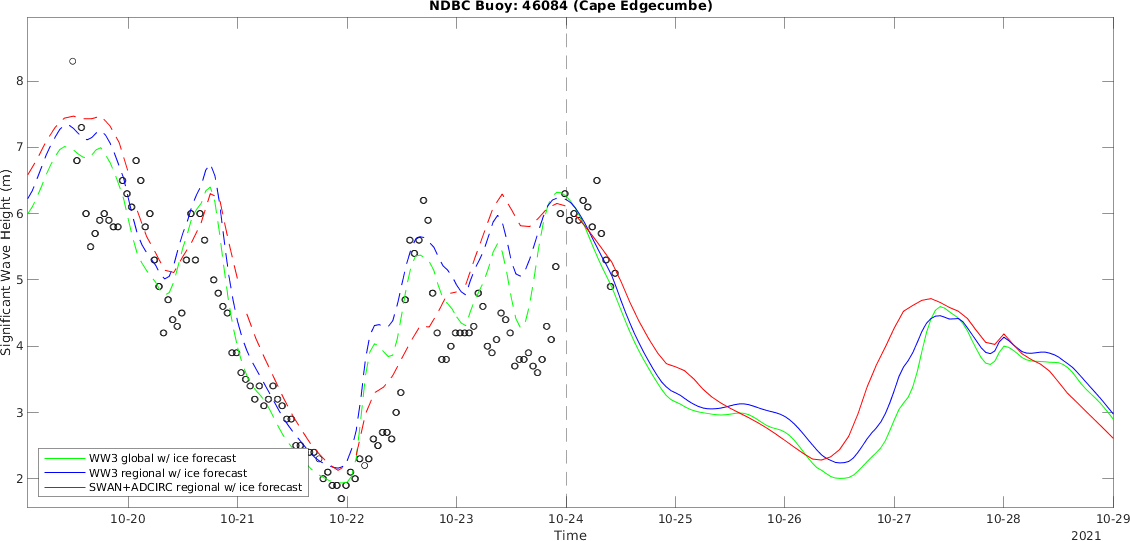 NDBC Buoy: 46084 (Cape Edgecumbe)
Significant Wave Height (m)
8
7
6
5
4
3
2
WW3 global w/ ice forecast
WW3 regional w/ ice forecast
SWAN+ADCIRC regional w/ ice forecast
10-20 10-21 10-22 10-23 10-24 10-25 10-26 10-27 10-28 10-29
Time
2021